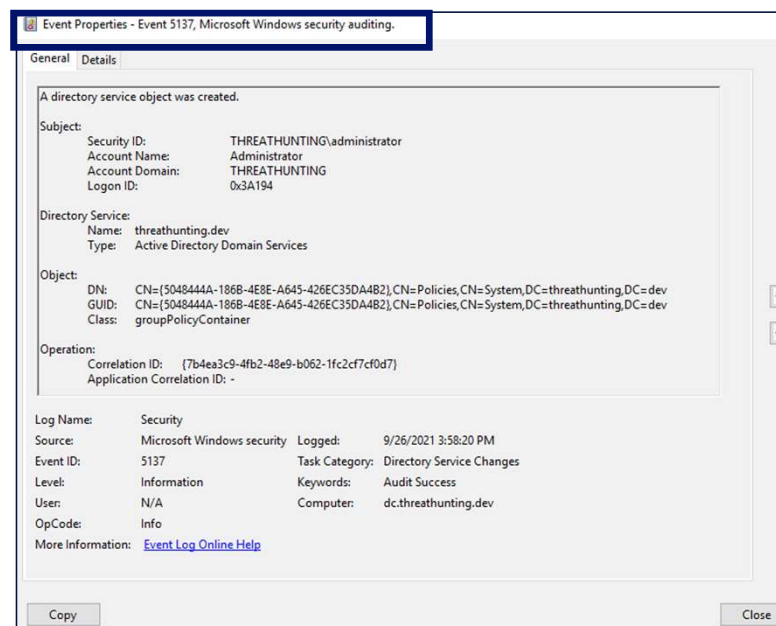 Event Properties - Event 5137, Microsoft Windows security auditing.
General Details
A directory service object was created.
Subject:
Security ID: THREATHUNTING\administrator
Account Name: Administrator
Account Domain: THREATHUNTING
Logon ID: 0x3A194
Directory Service:
Name: threathunting.dev
Type: Active Directory Domain Services
Object:
DN: CN={5048444A-186B-4E8E-A645-426EC35DA4B2},CN=Policies,CN=System,DC=threathunting,DC=dev
GUID: CN={5048444A-186B-4E8E-A645-426EC35DA4B2},CN=Policies,CN=System,DC=threathunting,DC=dev
Class: groupPolicyContainer
Operation:
Correlation ID: {7b4ea3c9-4fb2-48e9-b062-1fc2cf7cf0d7}
Application Correlation ID: -
Log Name: Security
Source: Microsoft Windows security Logged: 9/26/2021 3:58:20 PM
Event ID: 5137 Task Category: Directory Service Changes
Level: Information Keywords: Audit Success
User: N/A Computer: dc.threathunting.dev
OpCode: Info
More Information: Event Log Online Help
Copy Close